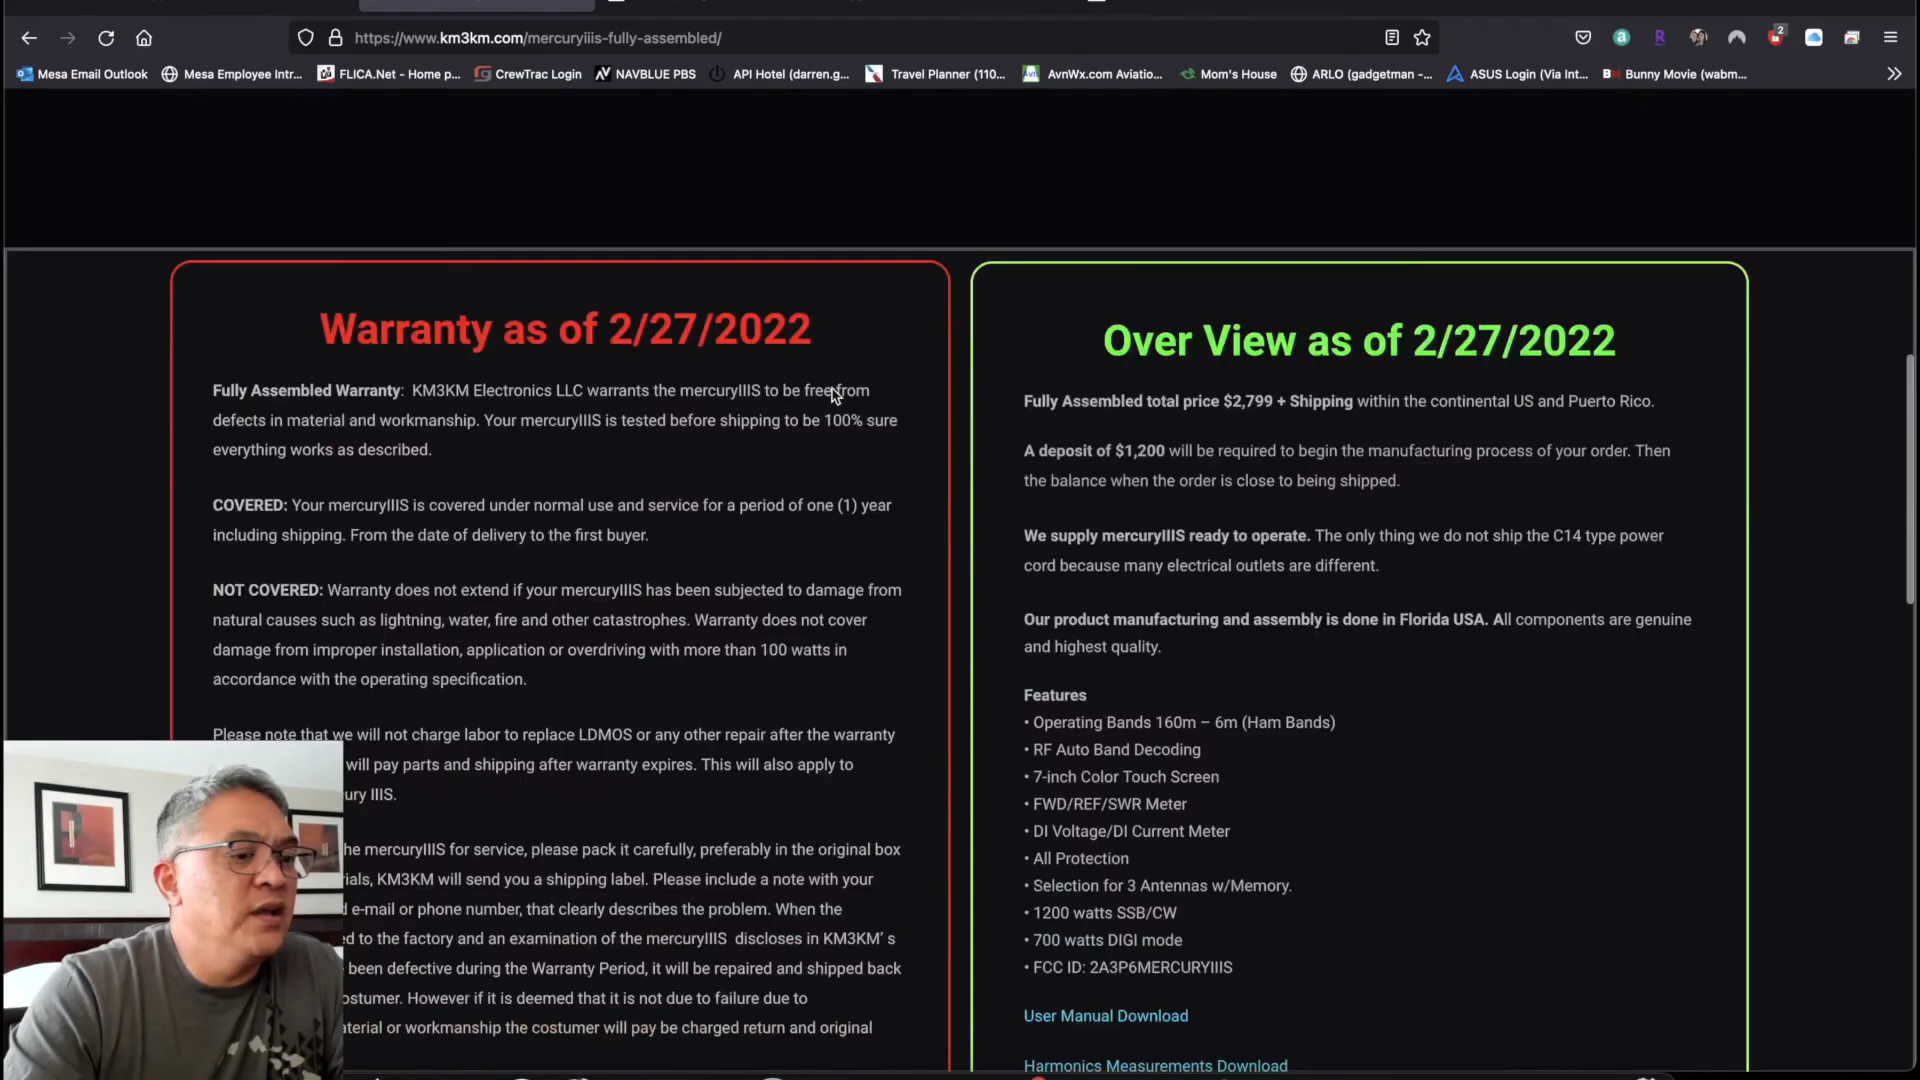 https://www.km3km.com/mercuryiiis-fully-assembled/
2
Mesa Email Outlook
Mesa Employee Intr...
FLICA.Net - Home p...
CrewTrac Login
NAVBLUE PBS
API Hotel (darren.g...
Travel Planner (110...
AvnWx.com Aviatio...
Mom's House
ARLO (gadgetman -...
ASUS Login (Via Int...
Bunny Movie (wabm...
Warranty as of 2/27/2022
Fully Assembled Warranty: KM3KM Electronics LLC warrants the mercuryIIIS to be free from
defects in material and workmanship. Your mercuryIIIS is tested before shipping to be 100% sure
everything works as described.
COVERED: Your mercuryIIIS is covered under normal use and service for a period of one (1) year
including shipping. From the date of delivery to the first buyer.
NOT COVERED: Warranty does not extend if your mercuryIIIS has been subjected to damage from
natural causes such as lightning, water, fire and other catastrophes. Warranty does not cover
damage from improper installation, application or overdriving with more than 100 watts in
accordance with the operating specification.
Please note that we will not charge labor to replace LDMOS or any other repair after the warranty
will pay parts and shipping after warranty expires. This will also apply to
ury IIIS.
he mercuryIIIS for service, please pack it carefully, preferably in the original box
ials, KM3KM will send you a shipping label. Please include a note with your
e-mail or phone number, that clearly describes the problem. When the
ed to the factory and an examination of the mercuryIIIS discloses in KM3KM' s
been defective during the Warranty Period, it will be repaired and shipped back
ostumer. However if it is deemed that it is not due to failure due to
aterial or workmanship the costumer will pay be charged return and original
Over View as of 2/27/2022
Fully Assembled total price $2,799 + Shipping within the continental US and Puerto Rico.
A deposit of $1,200 will be required to begin the manufacturing process of your order. Then
the balance when the order is close to being shipped.
We supply mercuryIIIS ready to operate. The only thing we do not ship the C14 type power
cord because many electrical outlets are different.
Our product manufacturing and assembly is done in Florida USA. All components are genuine
and highest quality.
Features
• Operating Bands 160m – 6m (Ham Bands)
• RF Auto Band Decoding
• 7-inch Color Touch Screen
• FWD/REF/SWR Meter
• DI Voltage/DI Current Meter
• All Protection
• Selection for 3 Antennas w/Memory.
• 1200 watts SSB/CW
• 700 watts DIGI mode
• FCC ID: 2A3P6MERCURYIIIS
User Manual Download
Harmonics Measurements Download